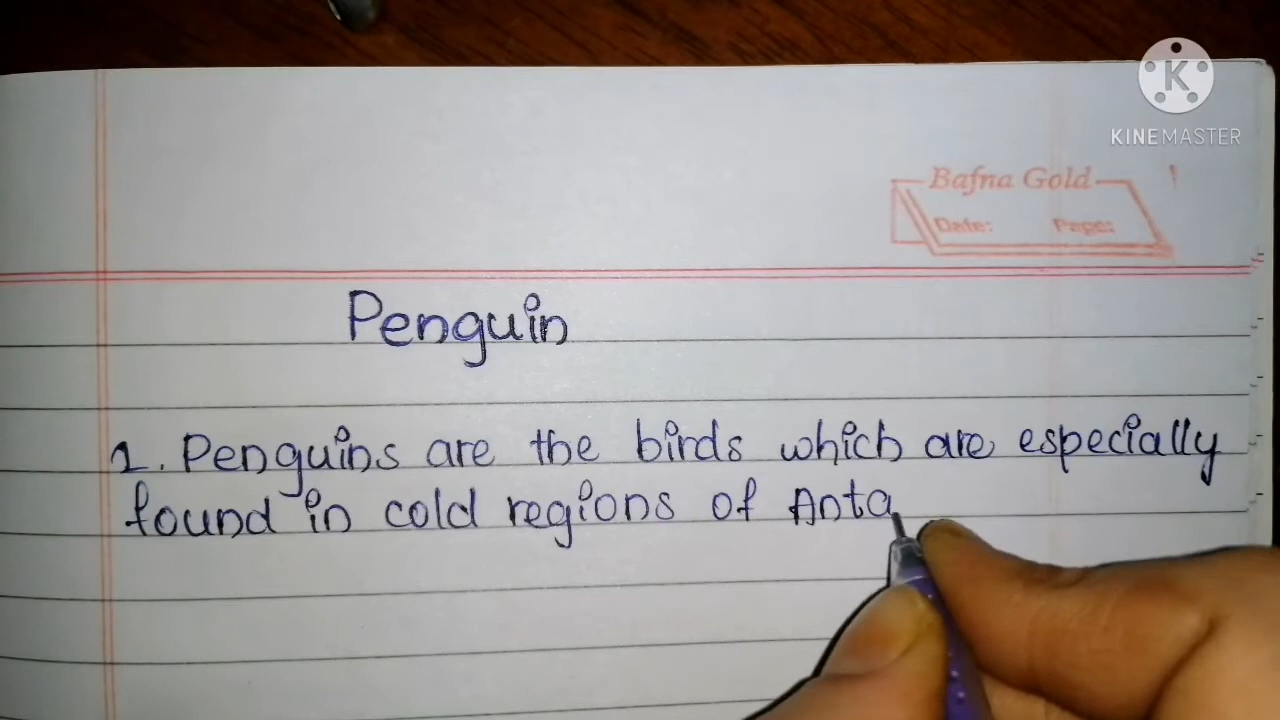 KINEMASTER
Bafna Gold
Date: Page:
Penguin
1. Penguins are the birds which are especially
found in cold regions of Anta